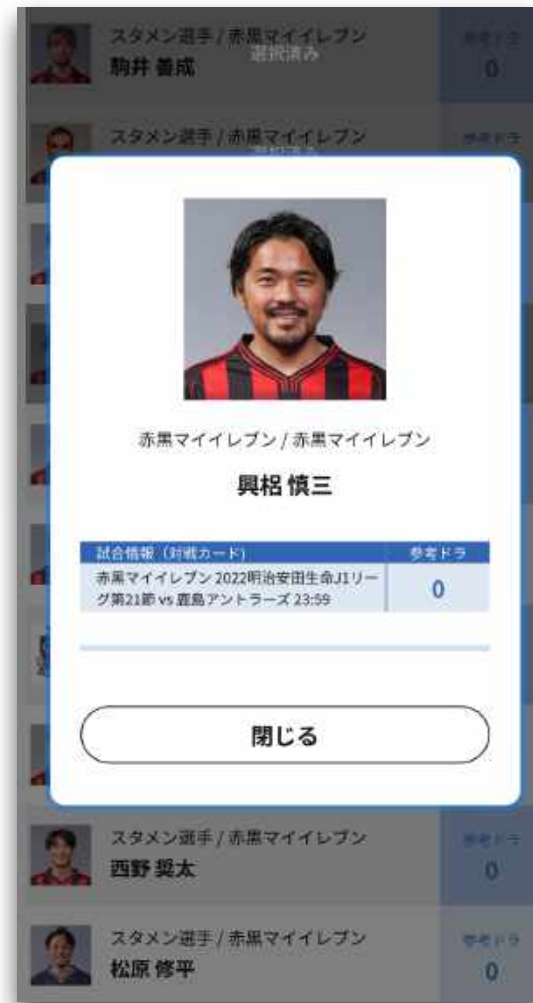 スタメン選手 / 赤黒マイイレブン
選択済み
駒井 善成
参考ドラ
0
スタメン選手 / 赤黒マイイレブン
参考ドラ
赤黒マイイレブン / 赤黒マイイレブン
興梠 慎三
試合情報（対戦カード)
参考ドラ
赤黒マイイレブン 2022明治安田生命J1リー
グ第21節 vs 鹿島アントラーズ 23:59
0
閉じる
スタメン選手 / 赤黒マイイレブン
西野 奨太
参考ドラ
0
スタメン選手 / 赤黒マイイレブン
松原 修平
参考ドラ
0